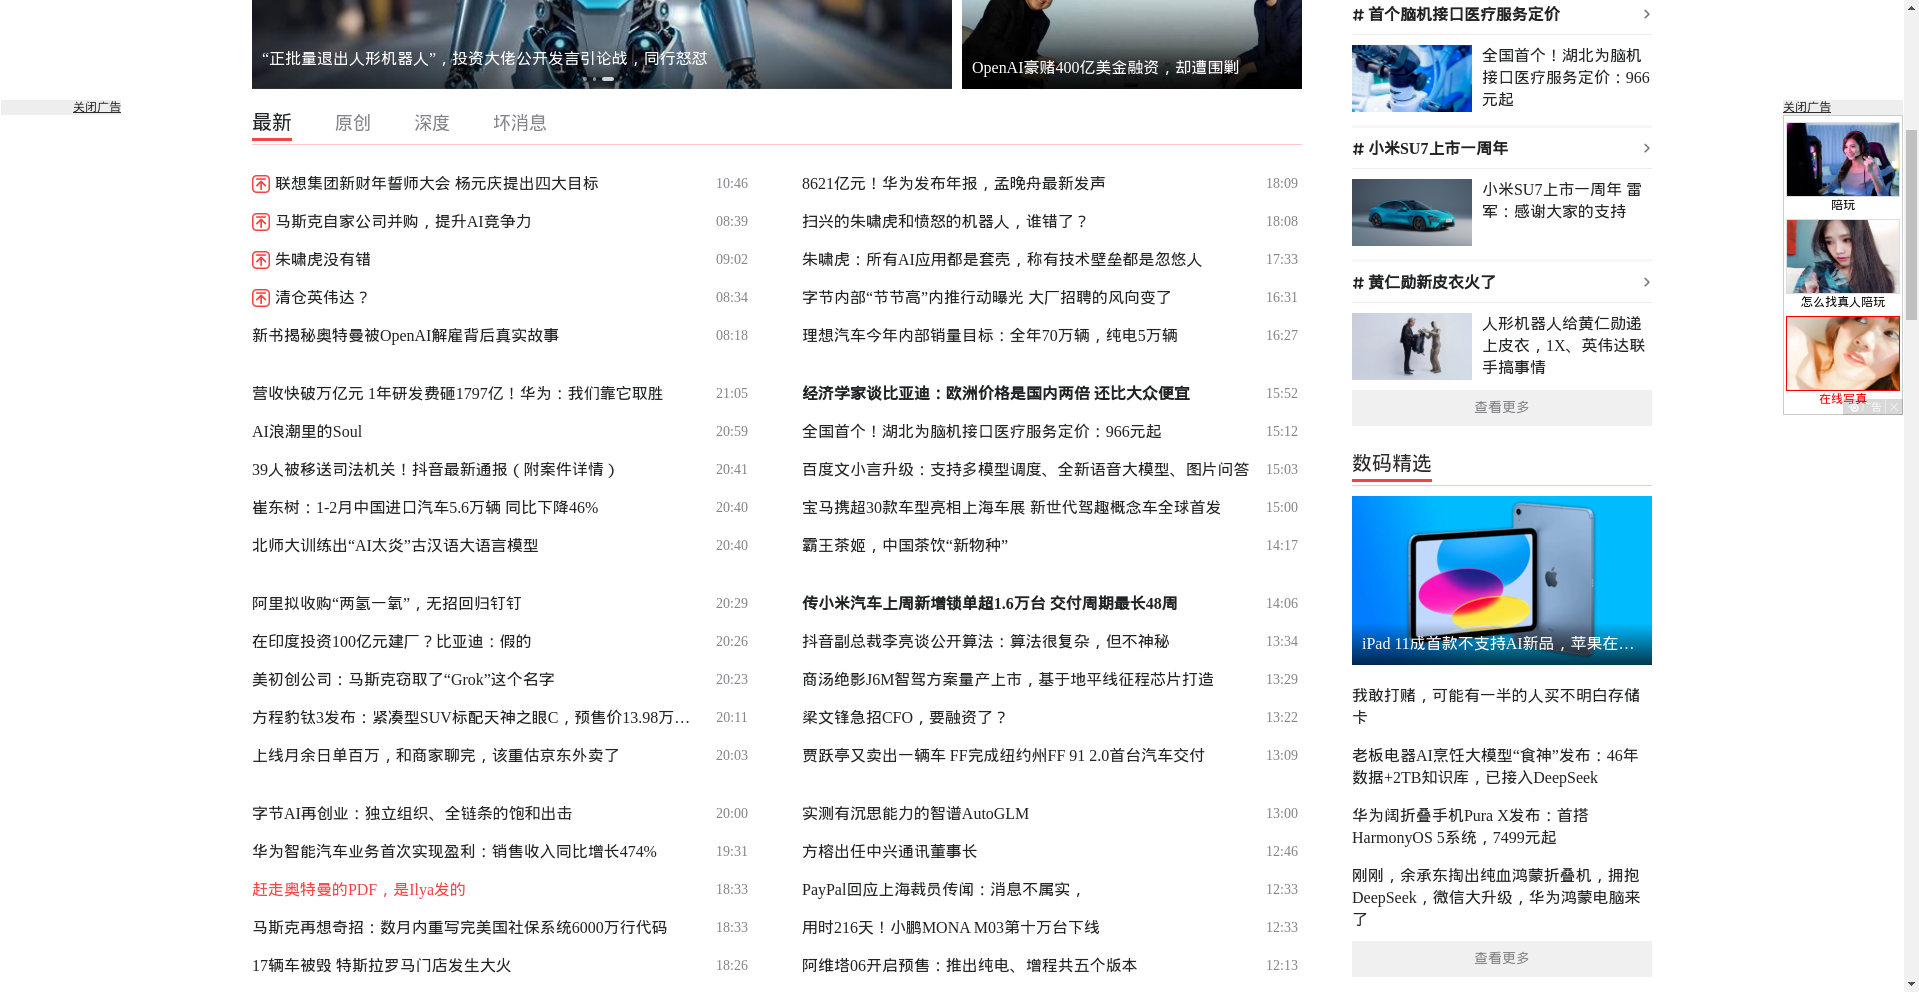 “正批量退出人形机器人”，投资大佬公开发言引论战，同行怒怼
OpenAI豪赌400亿美金融资，却遭围剿
关闭广告
最新
原创
深度
坏消息
联想集团新财年誓师大会 杨元庆提出四大目标 10:46
马斯克自家公司并购，提升AI竞争力 08:39
朱啸虎没有错 09:02
清仓英伟达？ 08:34
新书揭秘奥特曼被OpenAI解雇背后真实故事 08:18
营收快破万亿元 1年研发费砸1797亿！华为：我们靠它取胜 21:05
AI浪潮里的Soul 20:59
39人被移送司法机关！抖音最新通报（附案件详情） 20:41
崔东树：1-2月中国进口汽车5.6万辆 同比下降46% 20:40
北师大训练出“AI太炎”古汉语大语言模型 20:40
阿里拟收购“两氢一氧”，无招回归钉钉 20:29
在印度投资100亿元建厂？比亚迪：假的 20:26
美初创公司：马斯克窃取了“Grok”这个名字 20:23
方程豹钛3发布：紧凑型SUV标配天神之眼C，预售价13.98万… 20:11
上线月余日单百万，和商家聊完，该重估京东外卖了 20:03
字节AI再创业：独立组织、全链条的饱和出击 20:00
华为智能汽车业务首次实现盈利：销售收入同比增长474% 19:31
赶走奥特曼的PDF，是Ilya发的 18:33
马斯克再想奇招：数月内重写完美国社保系统6000万行代码 18:33
17辆车被毁 特斯拉罗马门店发生大火 18:26
8621亿元！华为发布年报，孟晚舟最新发声 18:09
扫兴的朱啸虎和愤怒的机器人，谁错了？ 18:08
朱啸虎：所有AI应用都是套壳，称有技术壁垒都是忽悠人 17:33
字节内部“节节高”内推行动曝光 大厂招聘的风向变了 16:31
理想汽车今年内部销量目标：全年70万辆，纯电5万辆 16:27
经济学家谈比亚迪：欧洲价格是国内两倍 还比大众便宜 15:52
全国首个！湖北为脑机接口医疗服务定价：966元起 15:12
百度文小言升级：支持多模型调度、全新语音大模型、图片问答 15:03
宝马携超30款车型亮相上海车展 新世代驾趣概念车全球首发 15:00
霸王茶姬，中国茶饮“新物种” 14:17
传小米汽车上周新增锁单超1.6万台 交付周期最长48周 14:06
抖音副总裁李亮谈公开算法：算法很复杂，但不神秘 13:34
商汤绝影J6M智驾方案量产上市，基于地平线征程芯片打造 13:29
梁文锋急招CFO，要融资了？ 13:22
贾跃亭又卖出一辆车 FF完成纽约州FF 91 2.0首台汽车交付 13:09
实测有沉思能力的智谱AutoGLM 13:00
方榕出任中兴通讯董事长 12:46
PayPal回应上海裁员传闻：消息不属实， 12:33
用时216天！小鹏MONA M03第十万台下线 12:33
阿维塔06开启预售：推出纯电、增程共五个版本 12:13
# 首个脑机接口医疗服务定价
全国首个！湖北为脑机
接口医疗服务定价：966
元起
# 小米SU7上市一周年
小米SU7上市一周年 雷
军：感谢大家的支持
# 黄仁勋新皮衣火了
人形机器人给黄仁勋递
上皮衣，1X、英伟达联
手搞事情
查看更多
数码精选
iPad 11成首款不支持AI新品，苹果在…
我敢打赌，可能有一半的人买不明白存储
卡
老板电器AI烹饪大模型“食神”发布：46年
数据+2TB知识库，已接入DeepSeek
华为阔折叠手机Pura X发布：首搭
HarmonyOS 5系统，7499元起
刚刚，余承东掏出纯血鸿蒙折叠机，拥抱
DeepSeek，微信大升级，华为鸿蒙电脑来
了
查看更多
关闭广告
陪玩
怎么找真人陪玩
在线写真
广告